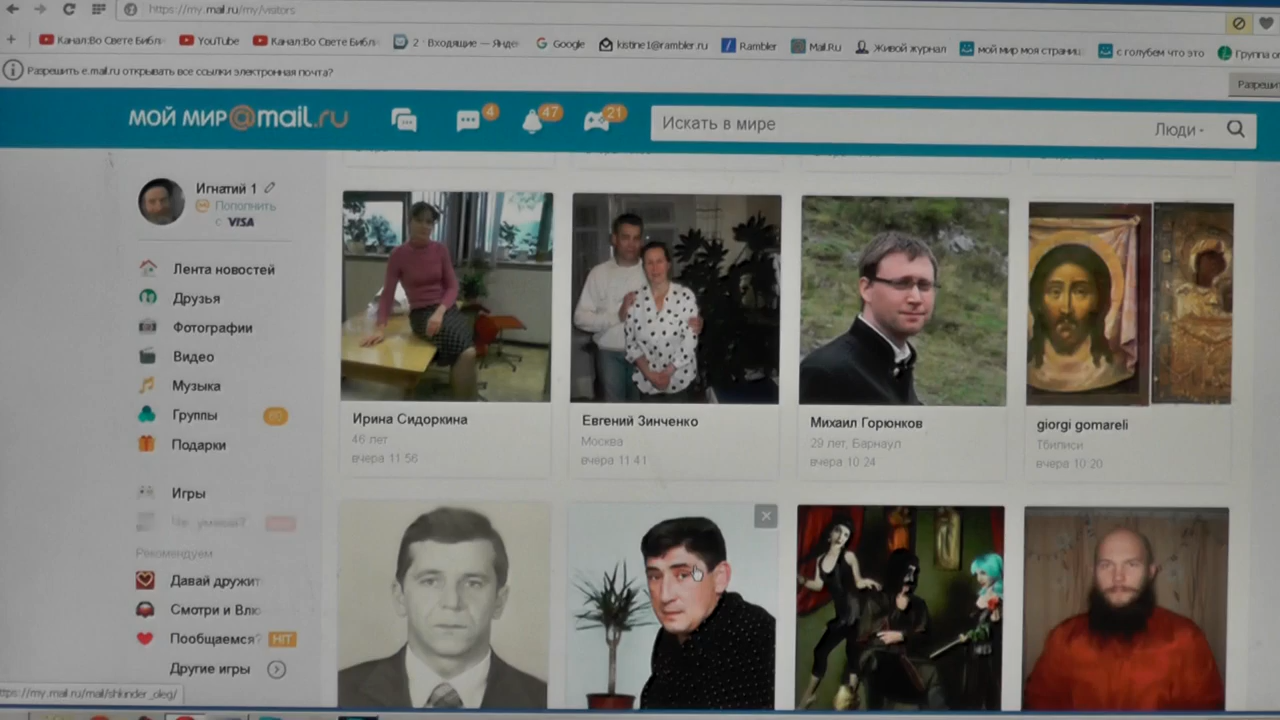 https://my.mail.ru/my/visitors
Канал:Во Свете Библ
YouTube
Канал:Во Свете Библ
2 · Входящие — Янде
Google
kistine1@rambler.ru
Rambler
Mail.Ru
Живой журнал
мой мир моя страниц
с голубем что это
Группа
Разрешить e.mail.ru открывать все ссылки электронная почта?
Разрешит
МОЙ МИР@mail.ru
4
47
21
Искать в мире
Люди
Игнатий 1
Пополнить
с VISA
Лента новостей
Друзья
Фотографии
Видео
Музыка
Группы
Подарки
Игры
Рекомендуем
Давай дружит
Смотри и Влю
Пообщаемся?
HIT
Другие игры
Ирина Сидоркина
46 лет
вчера 11:56
Евгений Зинченко
Москва
вчера 11:41
Михаил Горюнков
29 лет, Барнаул
вчера 10:24
giorgi gomareli
Тбилиси
вчера 10:20
ttps://my.mail.ru/mail/shkinder_oleg/